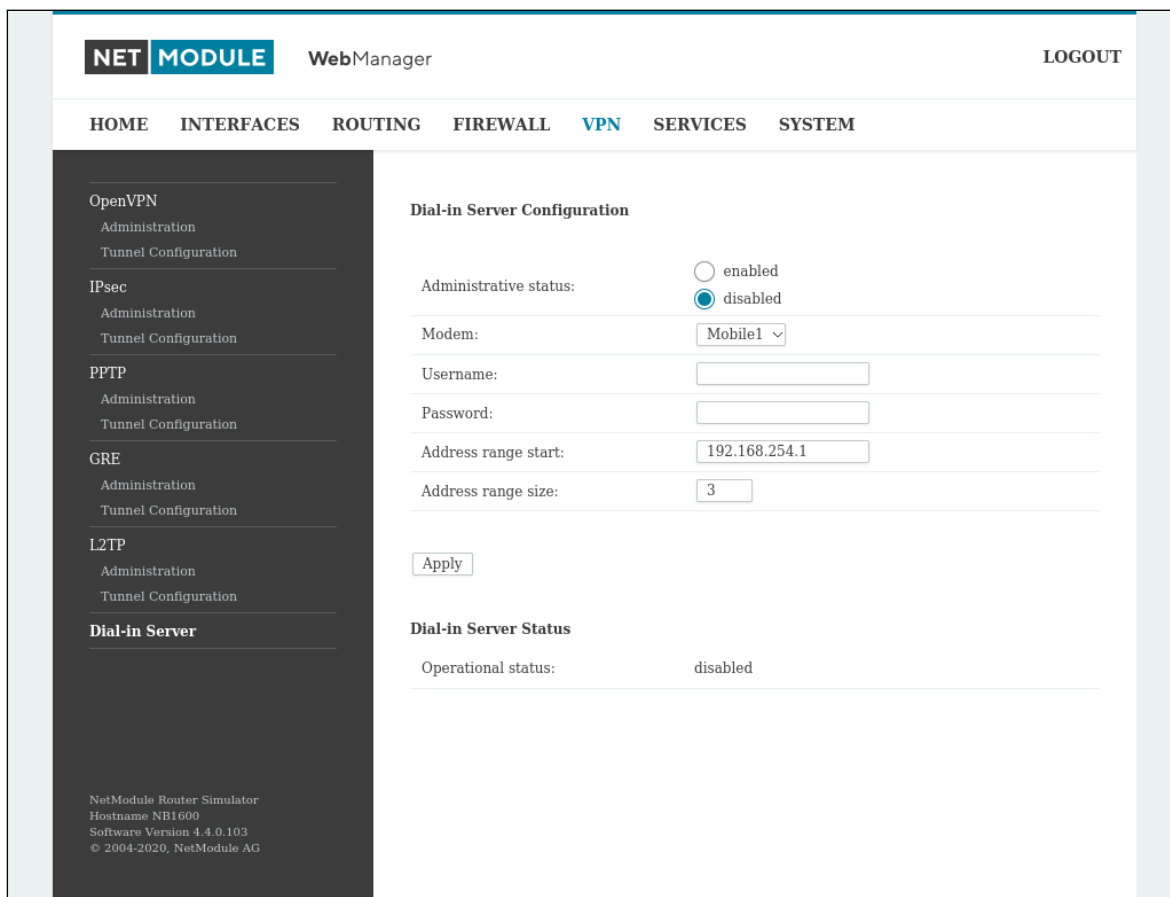 NET MODULE WebManager LOGOUT
HOME INTERFACES ROUTING FIREWALL VPN SERVICES SYSTEM
OpenVPN
Administration
Tunnel Configuration
IPsec
Administration
Tunnel Configuration
PPTP
Administration
Tunnel Configuration
GRE
Administration
Tunnel Configuration
L2TP
Administration
Tunnel Configuration
Dial-in Server
NetModule Router Simulator
Hostname NB1600
Software Version 4.4.0.103
© 2004-2020, NetModule AG
Dial-in Server Configuration
Administrative status:
enabled
disabled
Modem: Mobile1
Username:
Password:
Address range start: 192.168.254.1
Address range size: 3
Apply
Dial-in Server Status
Operational status: disabled